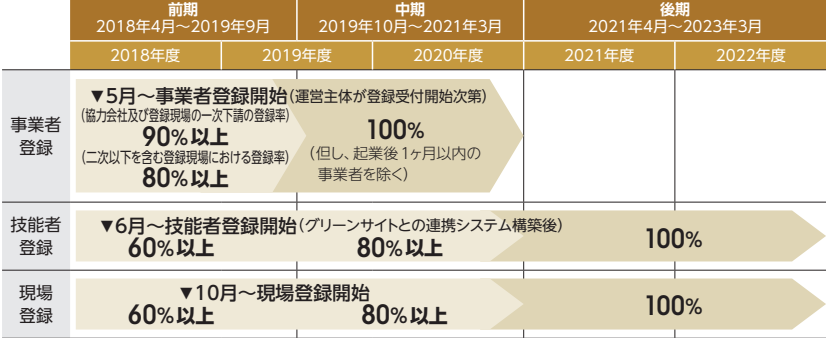 前期
2018年4月～2019年9月
中期
2019年10月～2021年3月
後期
2021年4月～2023年3月
2018年度
2019年度
2020年度
2021年度
2022年度
事業者
登録
▼5月～事業者登録開始(運営主体が登録受付開始次第)
(協力会社及び登録現場の一次下請の登録率)
90%以上
(二次以下を含む登録現場における登録率)
80%以上
100%
(但し、起業後1ヶ月以内の
事業者を除く)
技能者
登録
▼6月～技能者登録開始(グリーンサイトとの連携システム構築後)
60%以上
80%以上
100%
現場
登録
▼10月～現場登録開始
60%以上
80%以上
100%